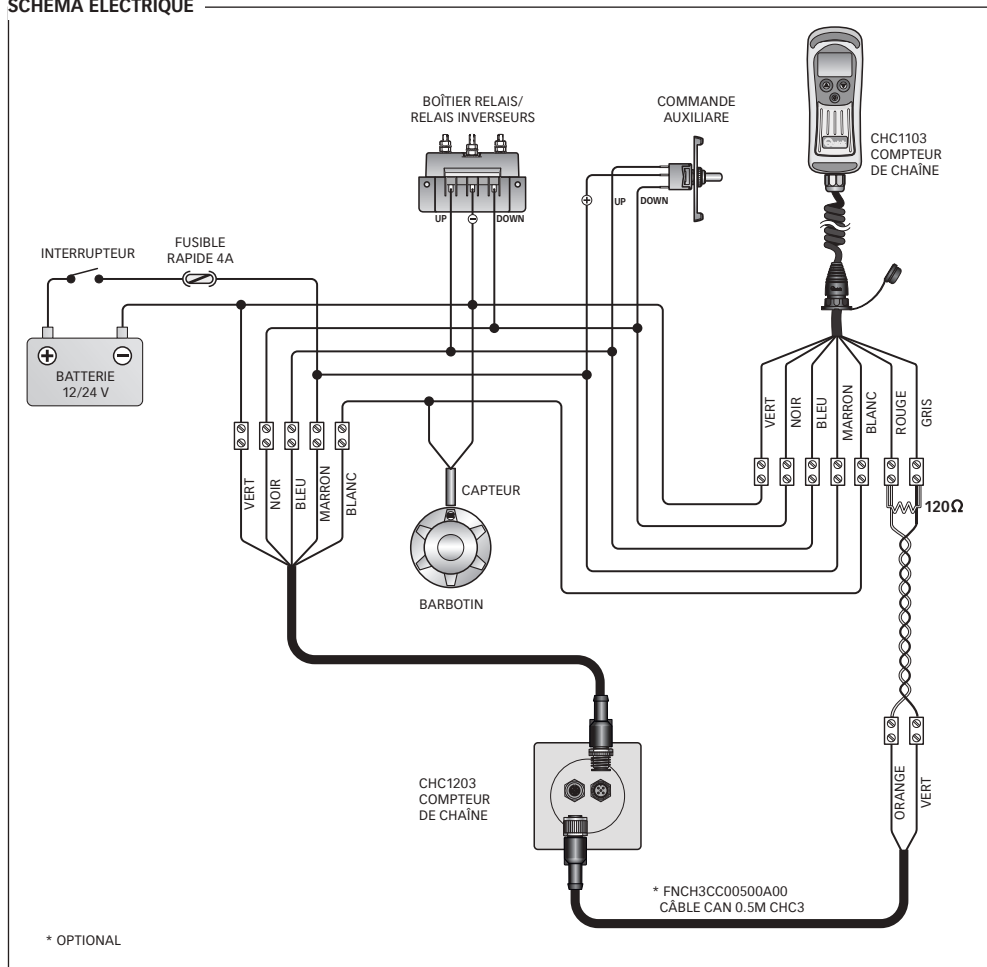 SCHEMA ELECTRIQUE
BOÎTIER RELAIS/
RELAIS INVERSEURS
COMMANDE
AUXILIARE
CHC1103
COMPTEUR
DE CHAÎNE
UP
DOWN
UP
DOWN
INTERRUPTEUR
FUSIBLE
RAPIDE 4A
BATTERIE
12/24 V
VERT
NOIR
BLEU
MARRON
BLANC
CAPTEUR
BARBOTIN
VERT
NOIR
BLEU
MARRON
BLANC
ROUGE
GRIS
120Ω
CHC1203
COMPTEUR
DE CHAÎNE
ORANGE
VERT
* FNCH3CC00500A00
CÂBLE CAN 0.5M CHC3
* OPTIONAL